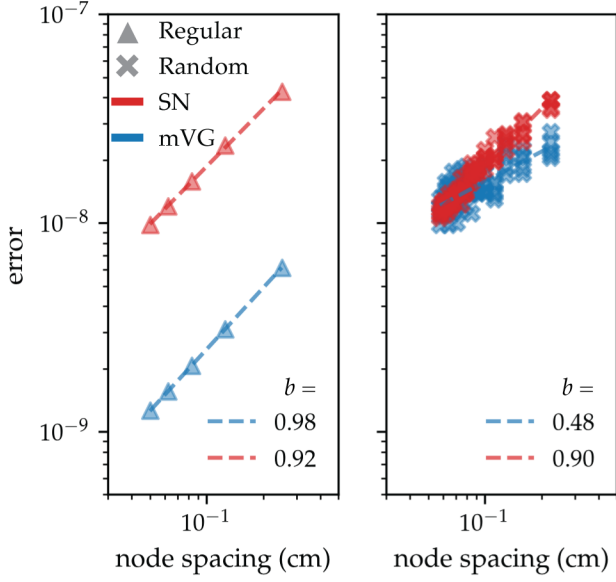 10⁻⁷
10⁻⁸
10⁻⁹
error
Regular
Random
SN
mVG
b =
0.98
0.92
10⁻¹
node spacing (cm)
b =
0.48
0.90
10⁻¹
node spacing (cm)